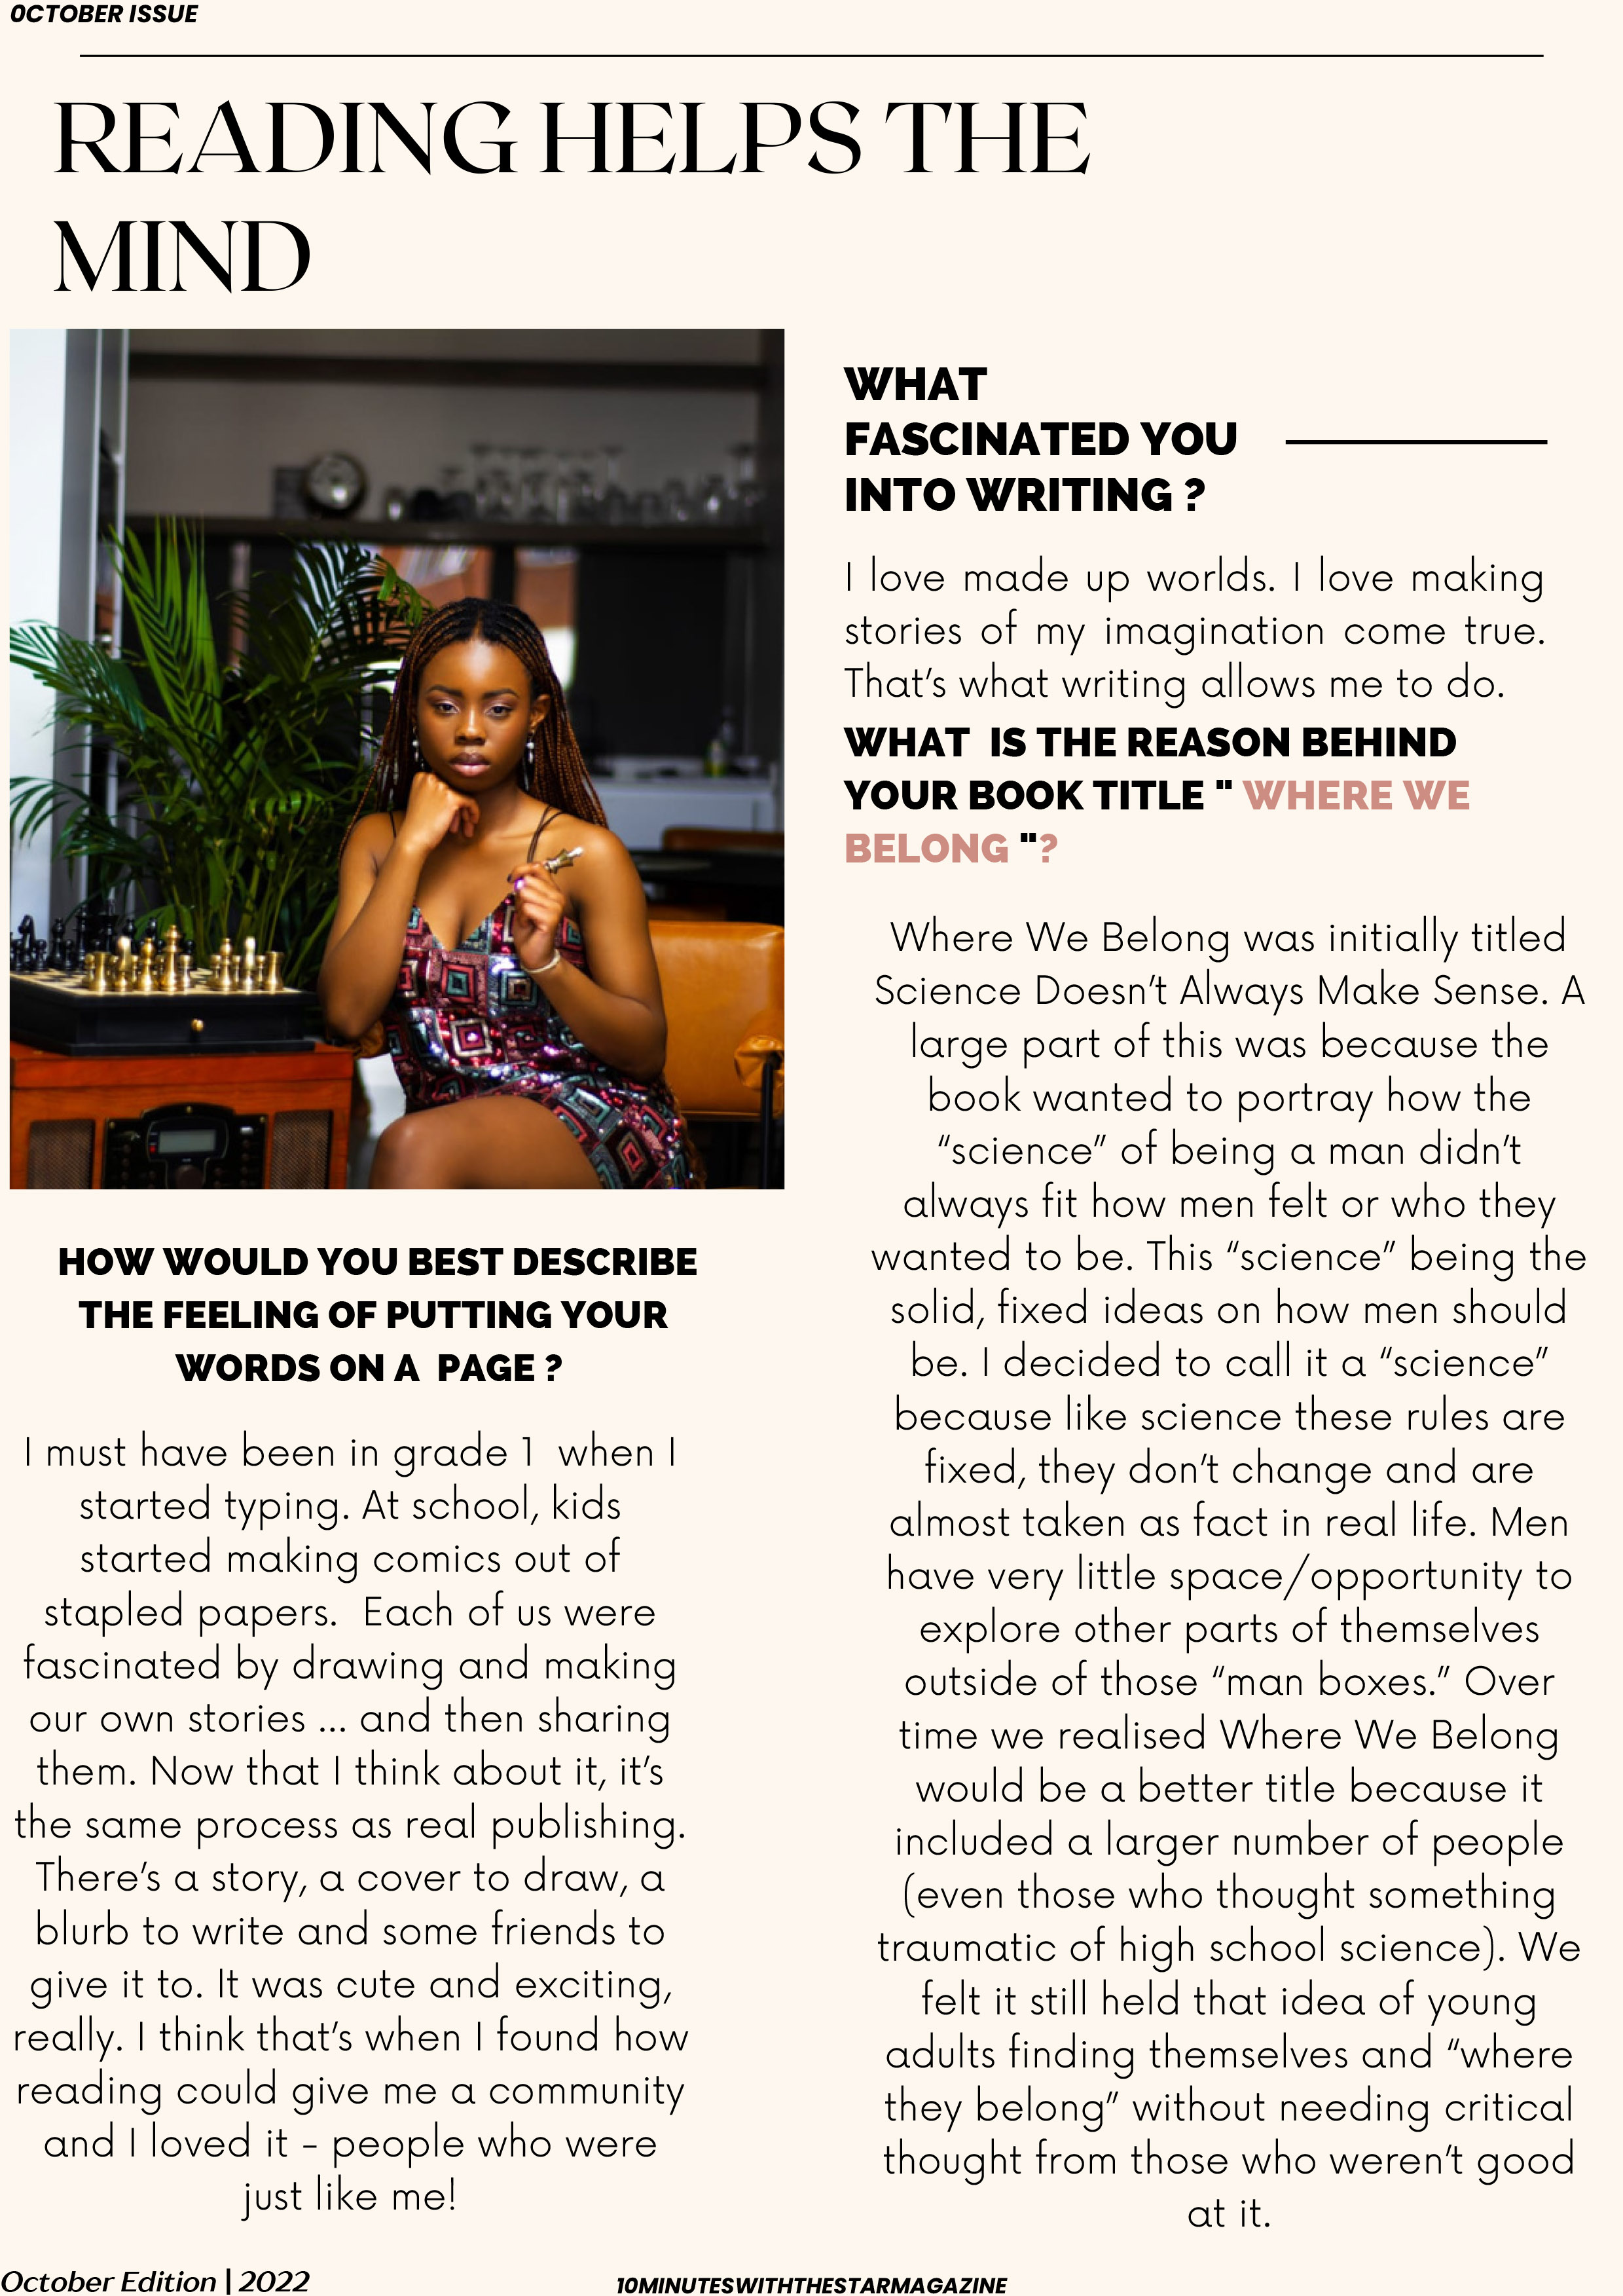 OCTOBER ISSUE
READING HELPS THE
MIND
WHAT
FASCINATED YOU
INTO WRITING ?
I love made up worlds. I love making
stories of my imagination come true.
That's what writing allows me to do.
WHAT IS THE REASON BEHIND
YOUR BOOK TITLE " WHERE WE
BELONG "?
Where We Belong was initially titled
Science Doesn't Always Make Sense. A
large part of this was because the
book wanted to portray how the
“science” of being a man didn't
always fit how men felt or who they
wanted to be. This “science” being the
solid, fixed ideas on how men should
be. I decided to call it a “science”
because like science these rules are
fixed, they don't change and are
almost taken as fact in real life. Men
have very little space/opportunity to
explore other parts of themselves
outside of those “man boxes.” Over
time we realised Where We Belong
would be a better title because it
included a larger number of people
(even those who thought something
traumatic of high school science). We
felt it still held that idea of young
adults finding themselves and “where
they belong” without needing critical
thought from those who weren't good
at it.
HOW WOULD YOU BEST DESCRIBE
THE FEELING OF PUTTING YOUR
WORDS ON A PAGE ?
I must have been in grade 1 when I
started typing. At school, kids
started making comics out of
stapled papers. Each of us were
fascinated by drawing and making
our own stories ... and then sharing
them. Now that I think about it, it's
the same process as real publishing.
There's a story, a cover to draw, a
blurb to write and some friends to
give it to. It was cute and exciting,
really. I think that's when I found how
reading could give me a community
and I loved it - people who were
just like me!
October Edition | 2022
10MINUTESWITHTHESTARMAGAZINE